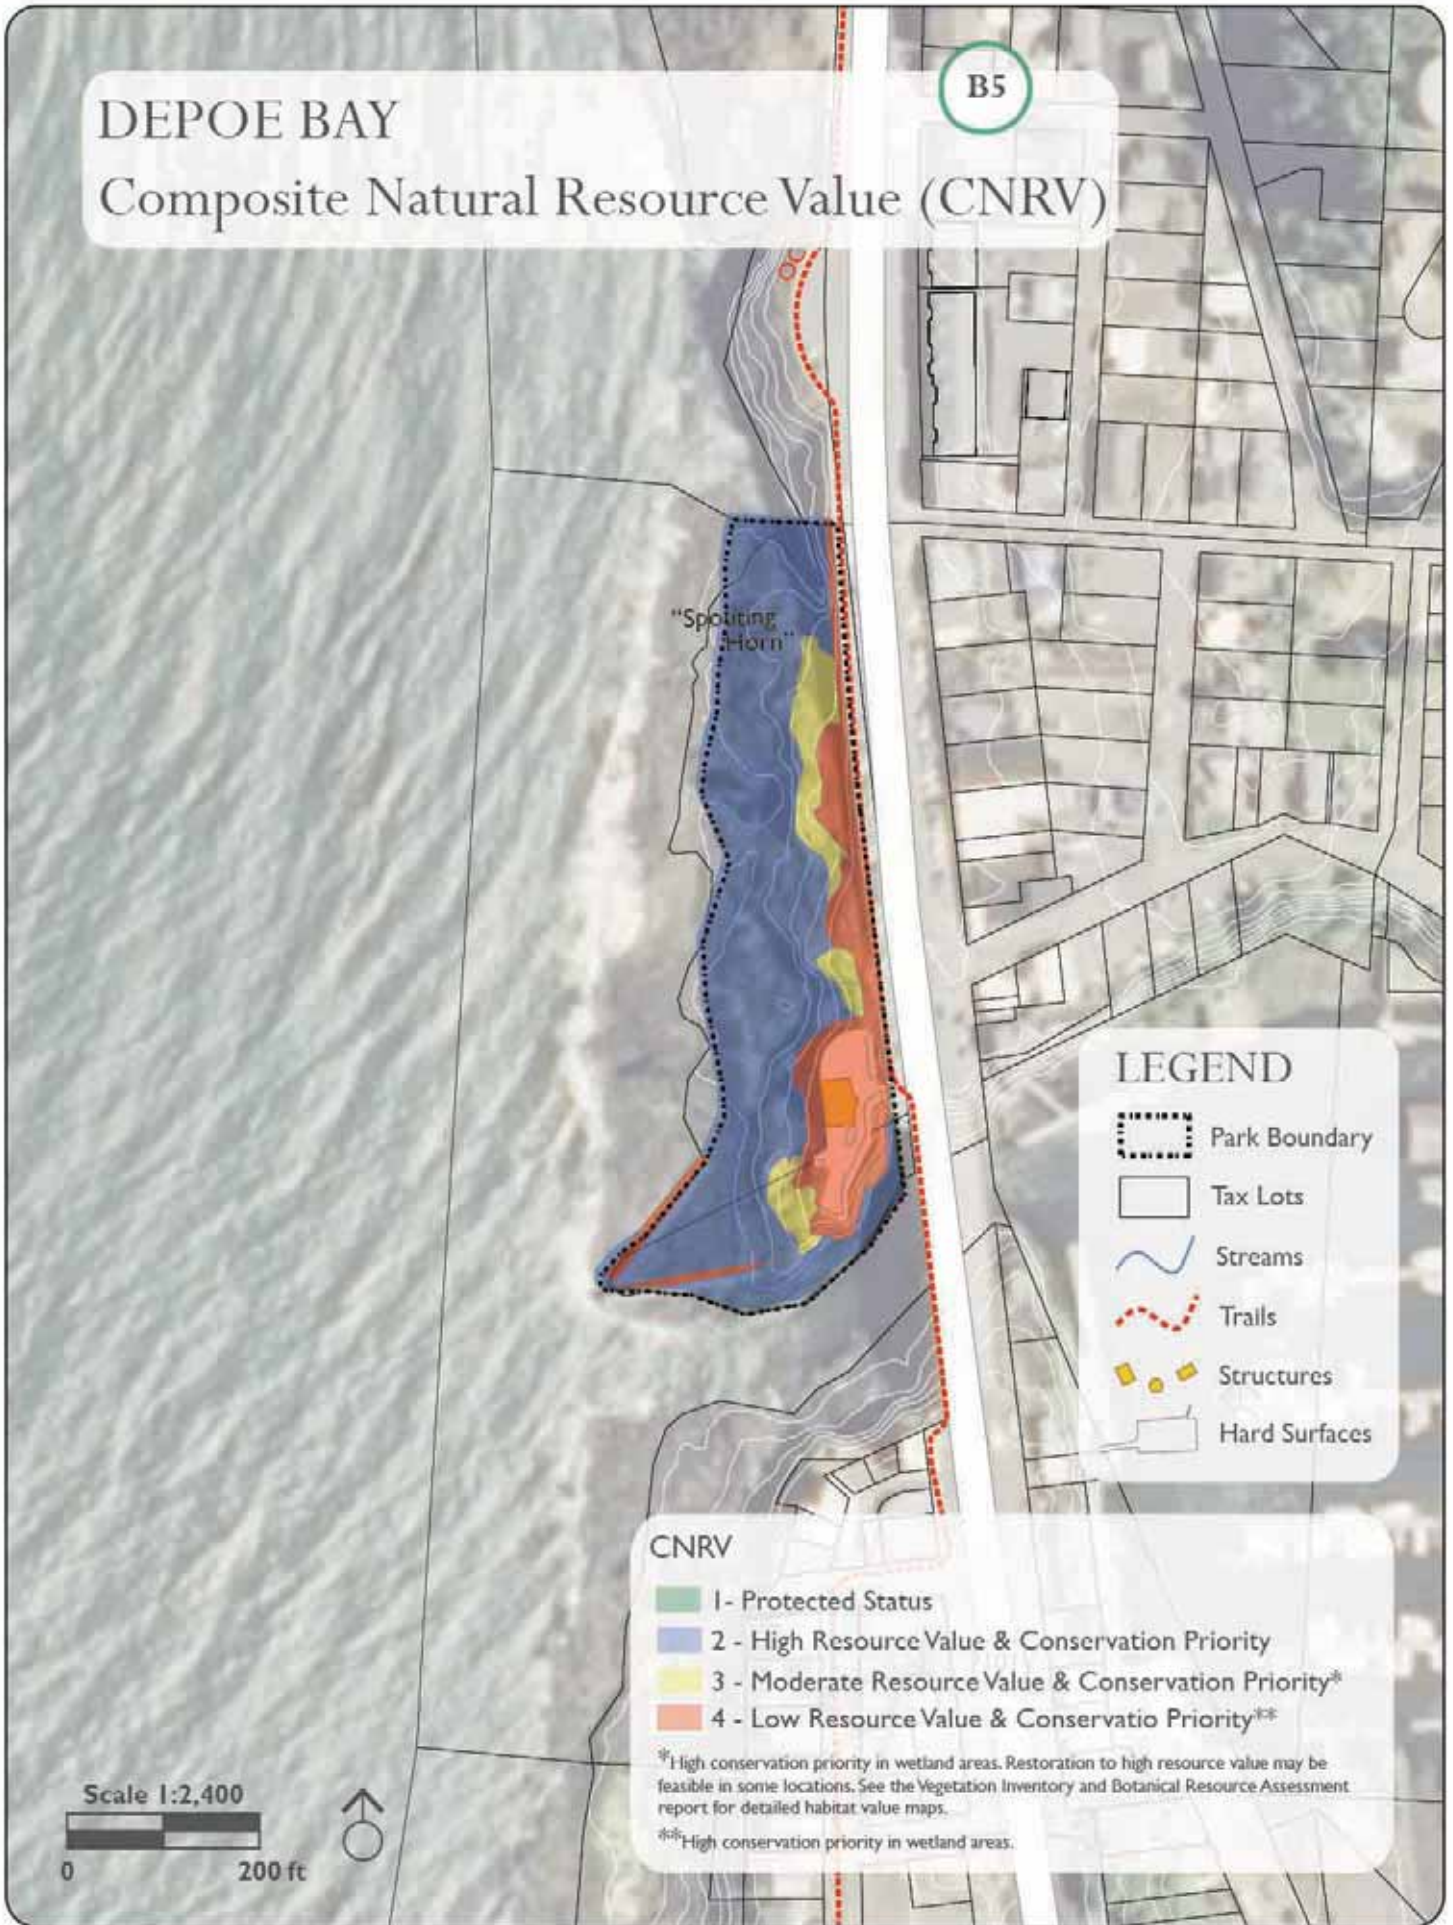 B5
DEPOE BAY
Composite Natural Resource Value (CNRV)
“Spouting
Horn”
LEGEND
Park Boundary
Tax Lots
Streams
Trails
Structures
Hard Surfaces
CNRV
1- Protected Status
2 - High Resource Value & Conservation Priority
3 - Moderate Resource Value & Conservation Priority*
4 - Low Resource Value & Conservatio Priority**
*High conservation priority in wetland areas. Restoration to high resource value may be
feasible in some locations. See the Vegetation Inventory and Botanical Resource Assessment
report for detailed habitat value maps.
**High conservation priority in wetland areas.
Scale 1:2,400
0 200 ft